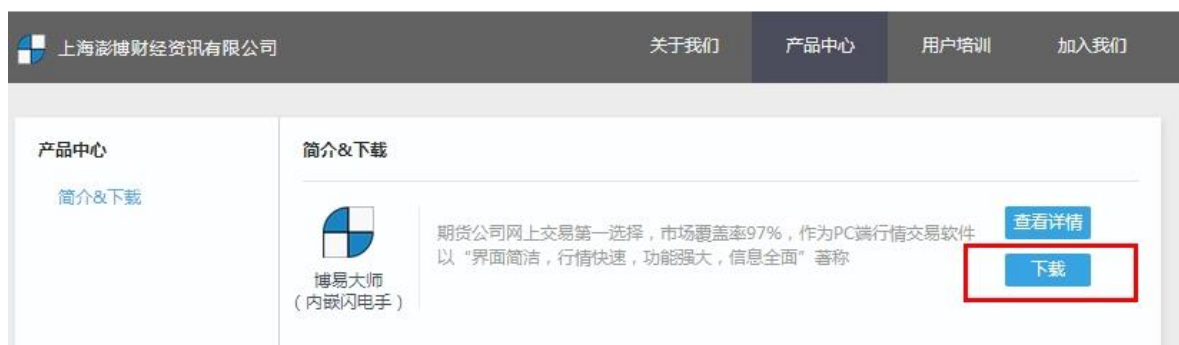 上海澎博财经资讯有限公司
关于我们
产品中心
用户培训
加入我们
产品中心
简介&下载
简介&下载
博易大师
（内嵌闪电手）
期货公司网上交易第一选择，市场覆盖率97%，作为PC端行情交易软件
以“界面简洁，行情快速，功能强大，信息全面”著称
查看详情
下载